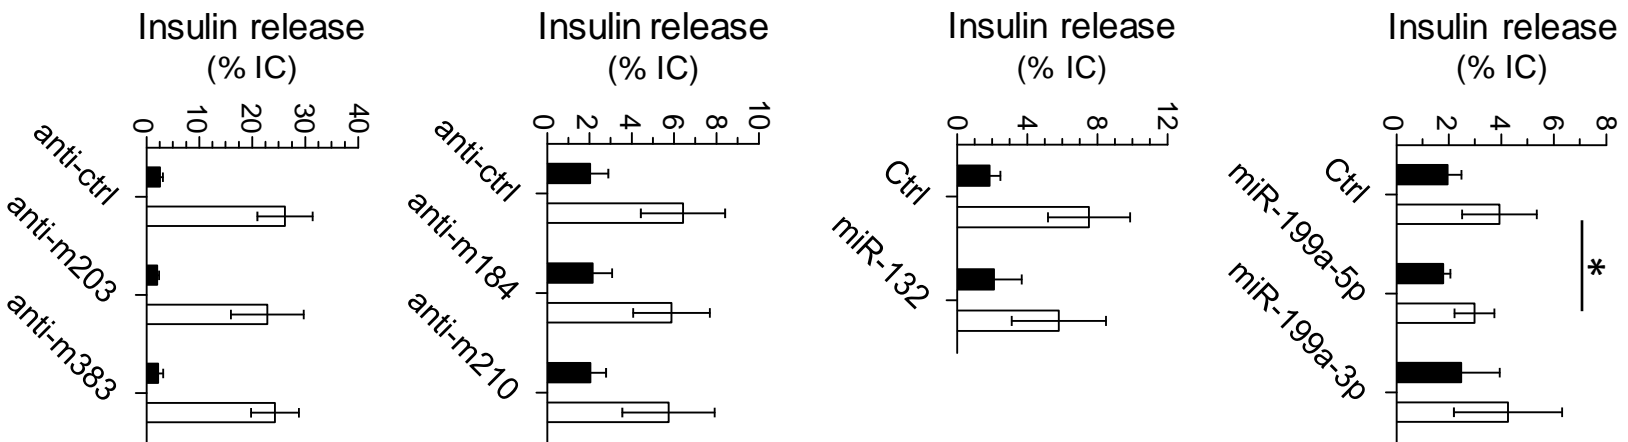 Insulin release
(% IC)
0 10 20 30 40
anti-ctrl
anti-m203
anti-m383
Insulin release
(% IC)
0 2 4 6 8 10
anti-ctrl
anti-m184
anti-m210
Insulin release
(% IC)
0 4 8 12
Ctrl
miR-132
Insulin release
(% IC)
0 2 4 6 8
Ctrl
miR-199a-5p
miR-199a-3p
*